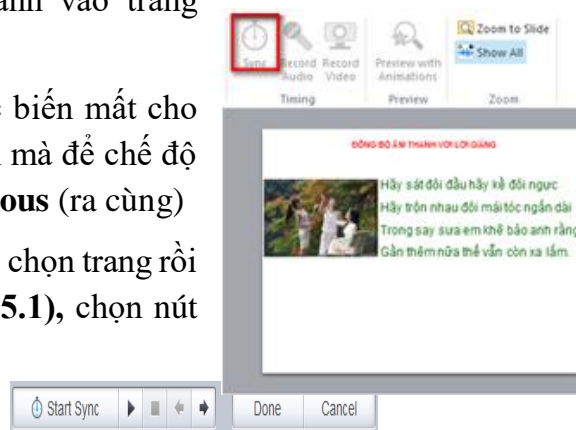 vào trang
biến mất cho
mà để chế độ
ous (ra cùng)
chọn trang rồi
5.1), chọn nút
Sync
Record Audio
Record Video
Timing
Preview with Animations
Preview
Zoom to Slide
Show All
Zoom
ĐỒNG BỘ ÂM THANH VỚI LỜI GIẢNG
Hãy sát đôi đầu hãy kề đôi ngực
Hãy trộn nhau đôi mái tóc ngắn dài
Trong say sưa em khẽ bảo anh rằng
Gần thêm nữa thế vẫn còn xa lắm.
Start Sync
Done
Cancel